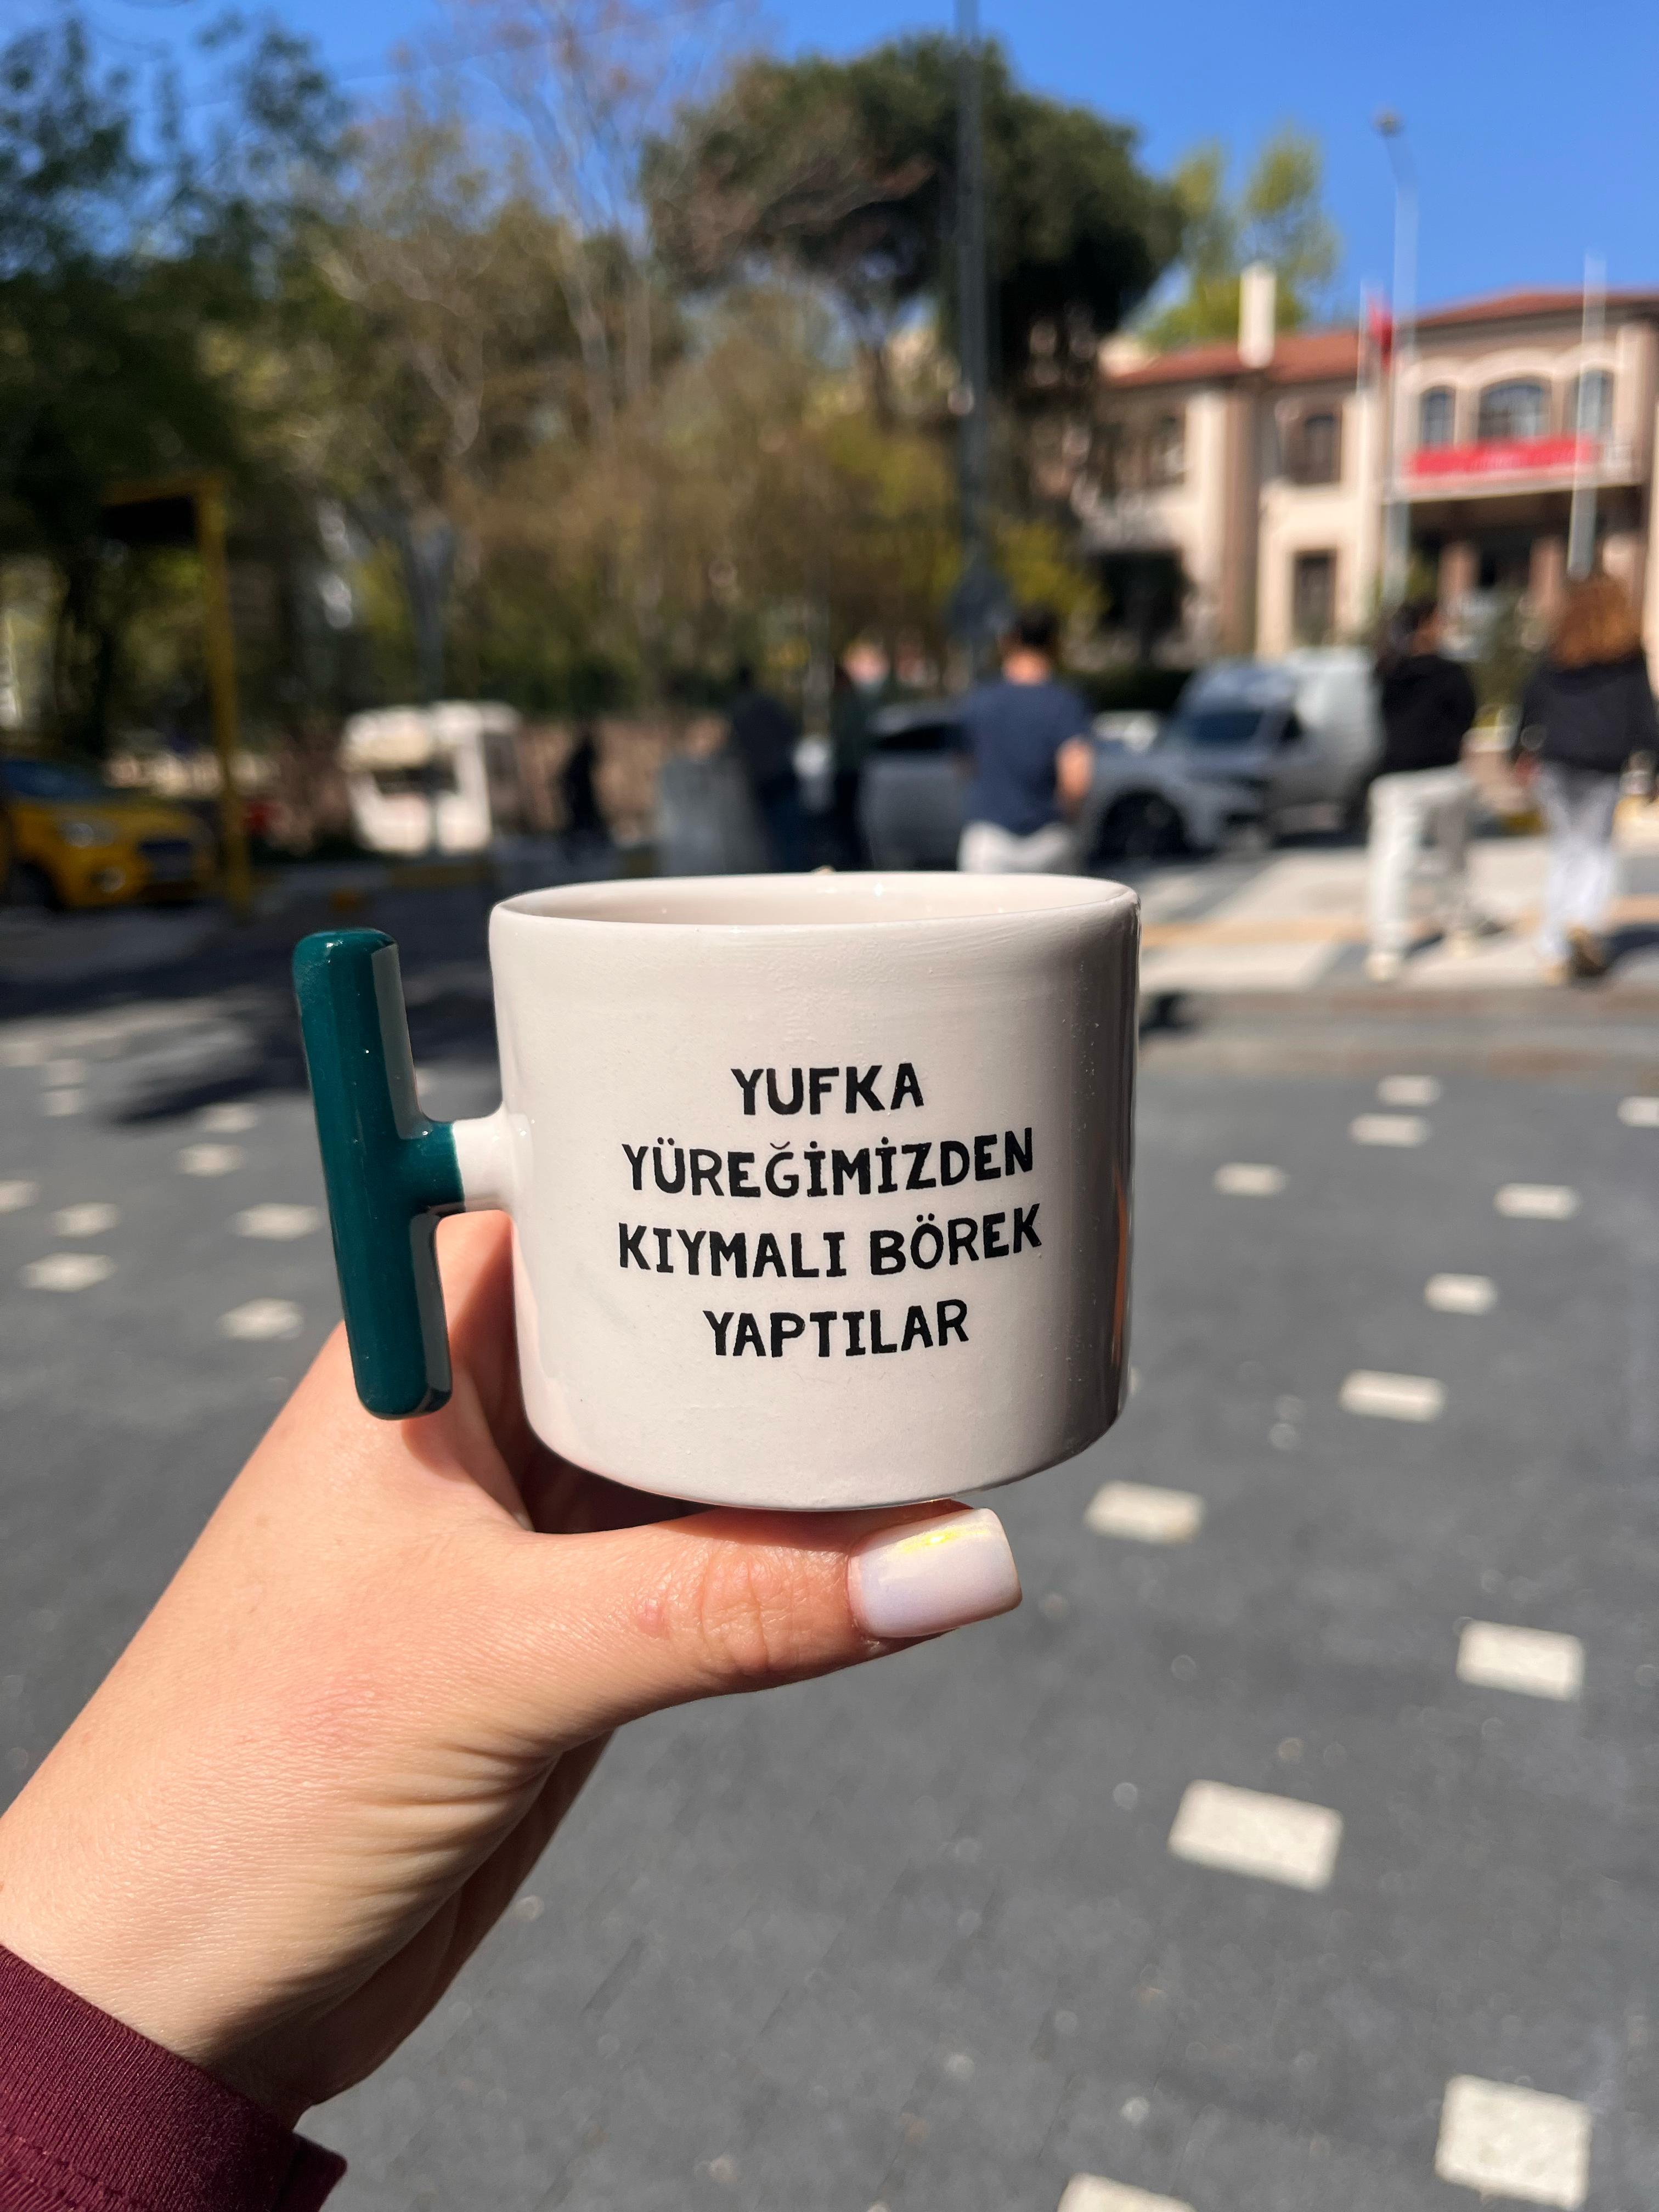 YUFKA
YÜREĞİMİZDEN
KIYMALI BÖREK
YAPTILAR